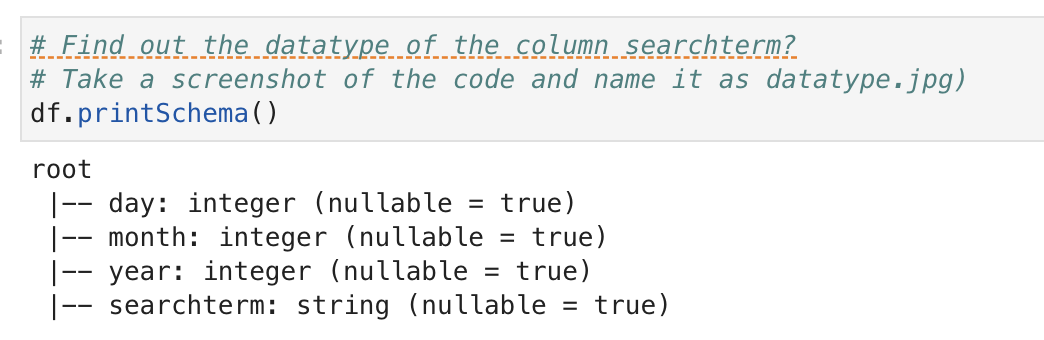 # Find out the datatype of the column searchterm?
# Take a screenshot of the code and name it as datatype.jpg)
df.printSchema()
root
 |-- day: integer (nullable = true)
 |-- month: integer (nullable = true)
 |-- year: integer (nullable = true)
 |-- searchterm: string (nullable = true)